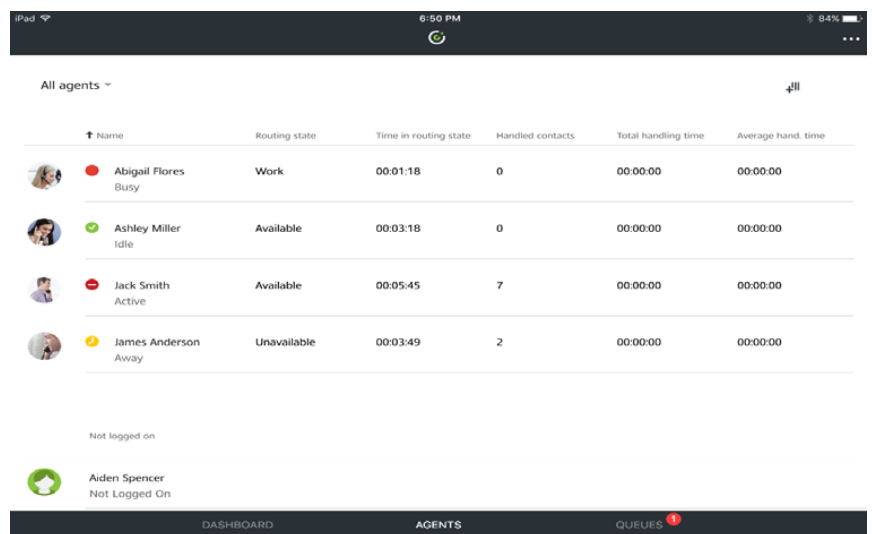 iPad 6:50 PM 84%
All agents
Name Routing state Time in routing state Handled contacts Total handling time Average hand. time
Abigail Flores Work 00:01:18 0 00:00:00 00:00:00
Busy
Ashley Miller Available 00:03:18 0 00:00:00 00:00:00
Idle
Jack Smith Available 00:05:45 7 00:00:00 00:00:00
Active
James Anderson Unavailable 00:03:49 2 00:00:00 00:00:00
Away
Not logged on
Aiden Spencer
Not Logged On
DASHBOARD AGENTS QUEUES 1